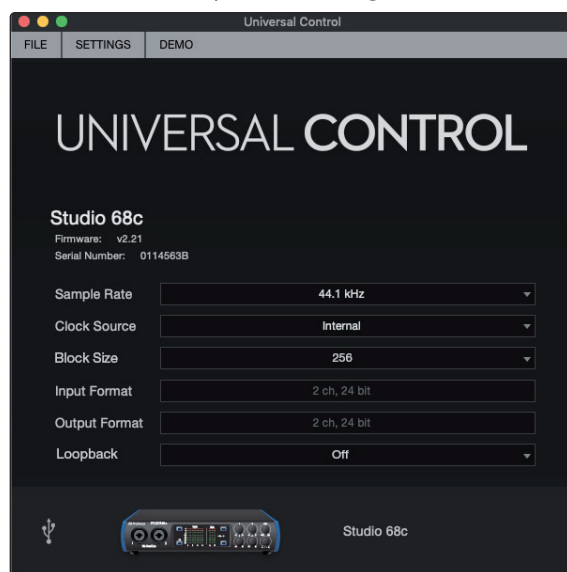 Universal Control
FILE SETTINGS DEMO
UNIVERSAL CONTROL
Studio 68c
Firmware: v2.21
Serial Number: 0114563B
Sample Rate 44.1 kHz
Clock Source Internal
Block Size 256
Input Format 2 ch, 24 bit
Output Format 2 ch, 24 bit
Loopback Off
Studio 68c